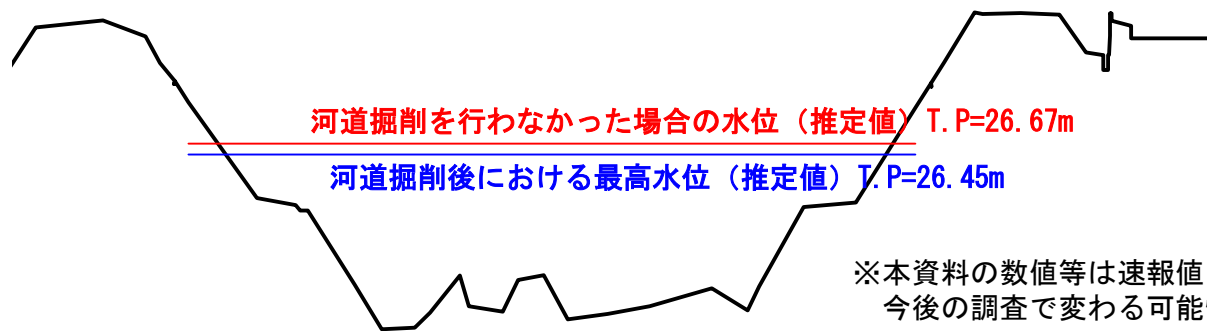 河道掘削を行わなかった場合の水位（推定値）T.P=26.67m
河道掘削後における最高水位（推定値）T.P=26.45m
※本資料の数値等は速報値
今後の調査で変わる可能